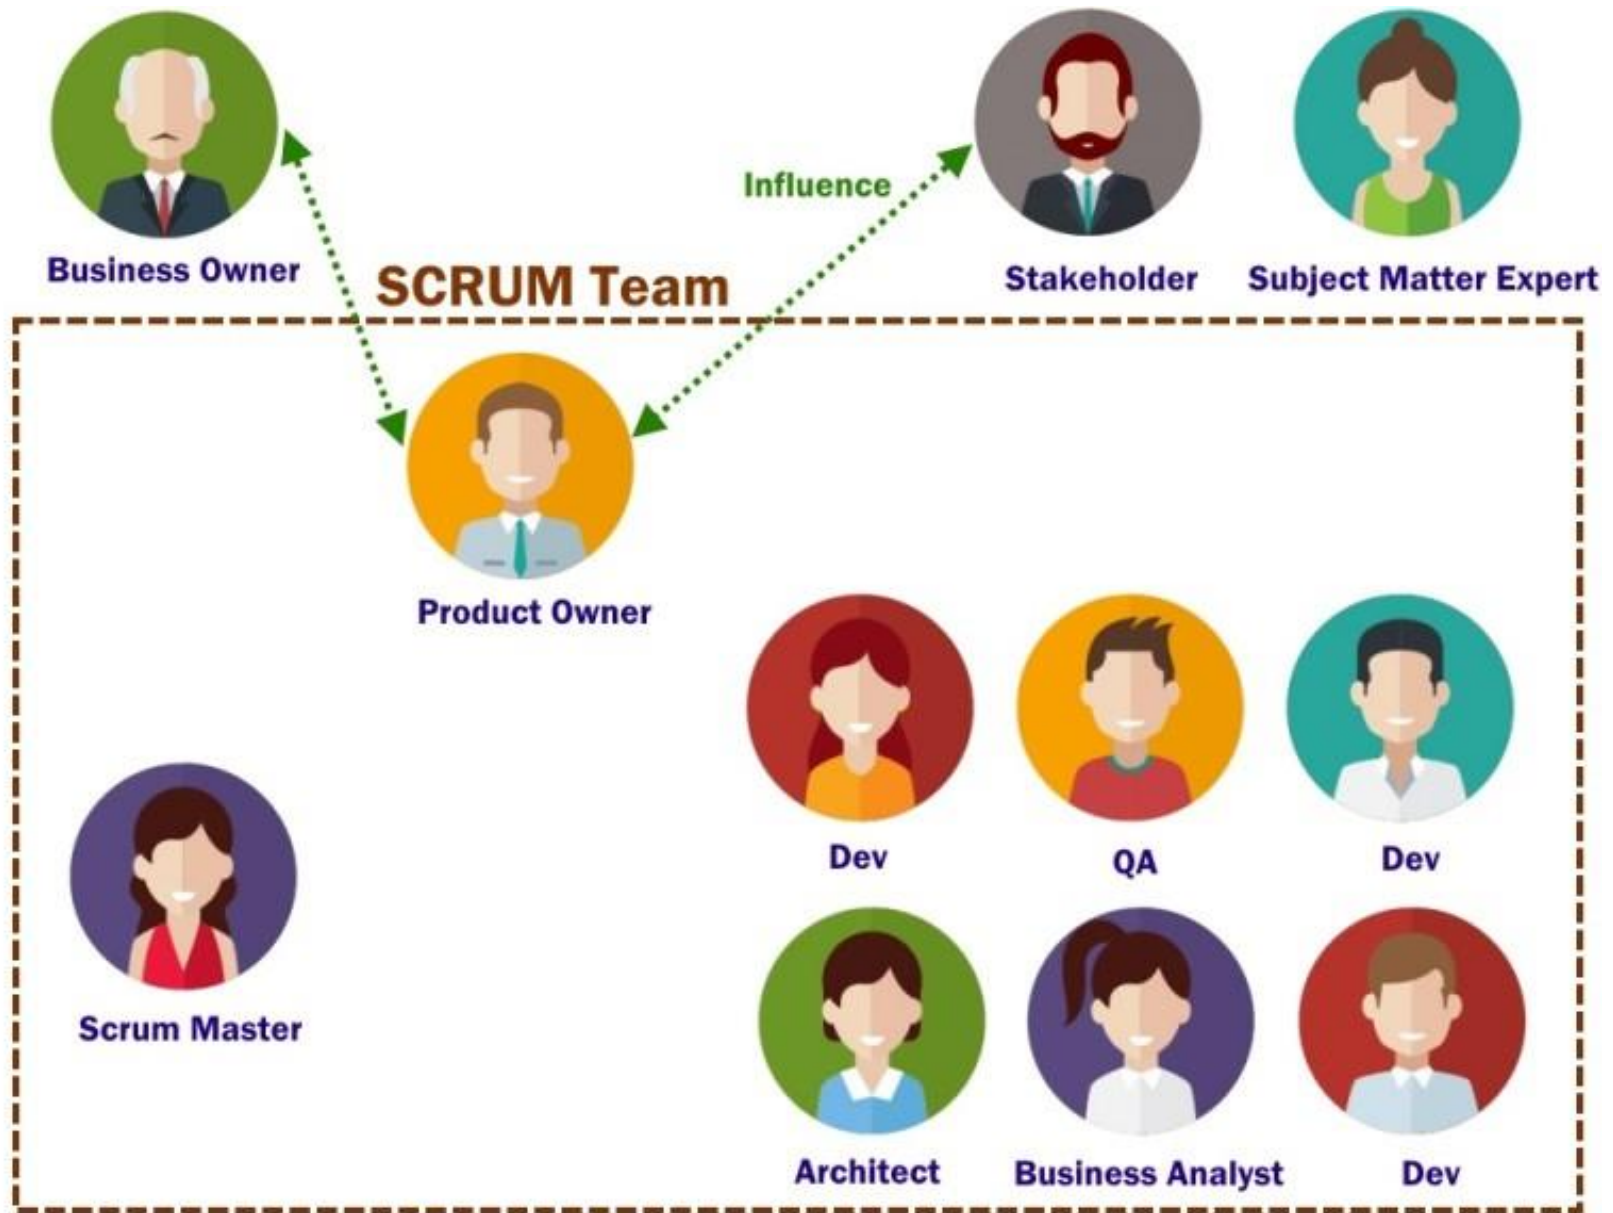 Influence
Business Owner
Stakeholder
Subject Matter Expert
SCRUM Team
Product Owner
Dev
QA
Dev
Scrum Master
Architect
Business Analyst
Dev